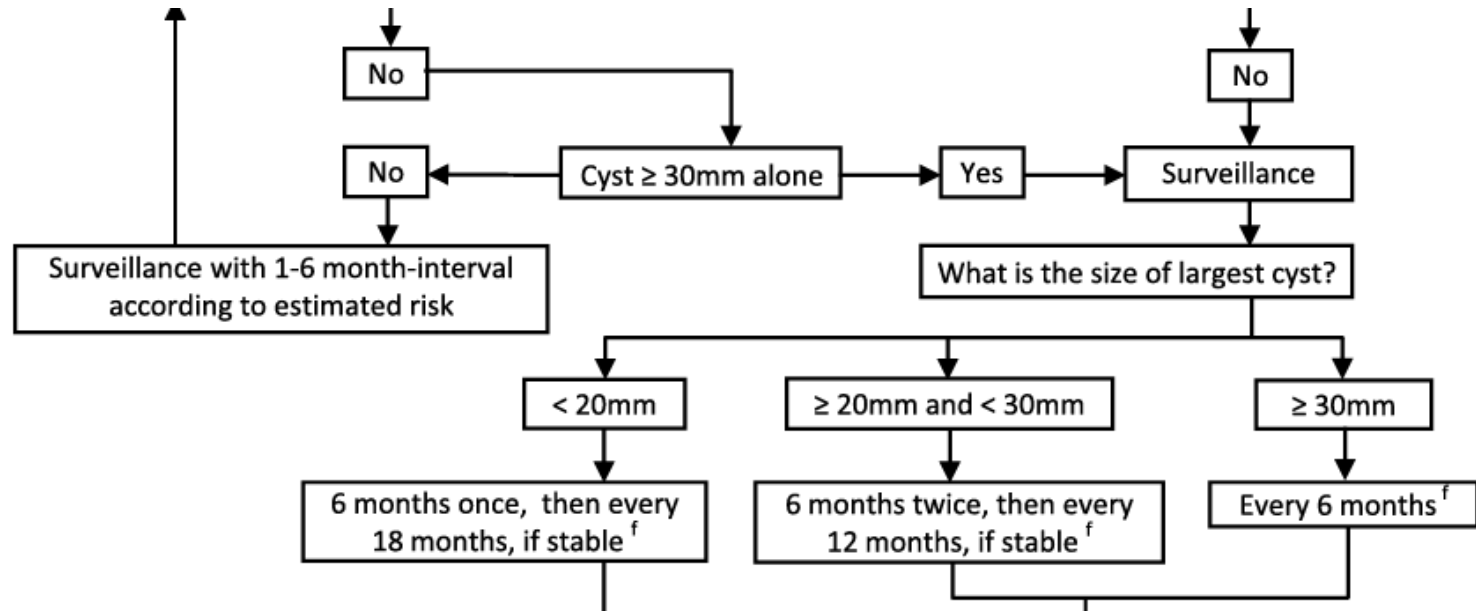 No
No
No
Cyst ≥ 30mm alone
Yes
Surveillance
Surveillance with 1-6 month-interval
according to estimated risk
What is the size of largest cyst?
< 20mm
≥ 20mm and < 30mm
≥ 30mm
6 months once, then every
18 months, if stable f
6 months twice, then every
12 months, if stable f
Every 6 months f